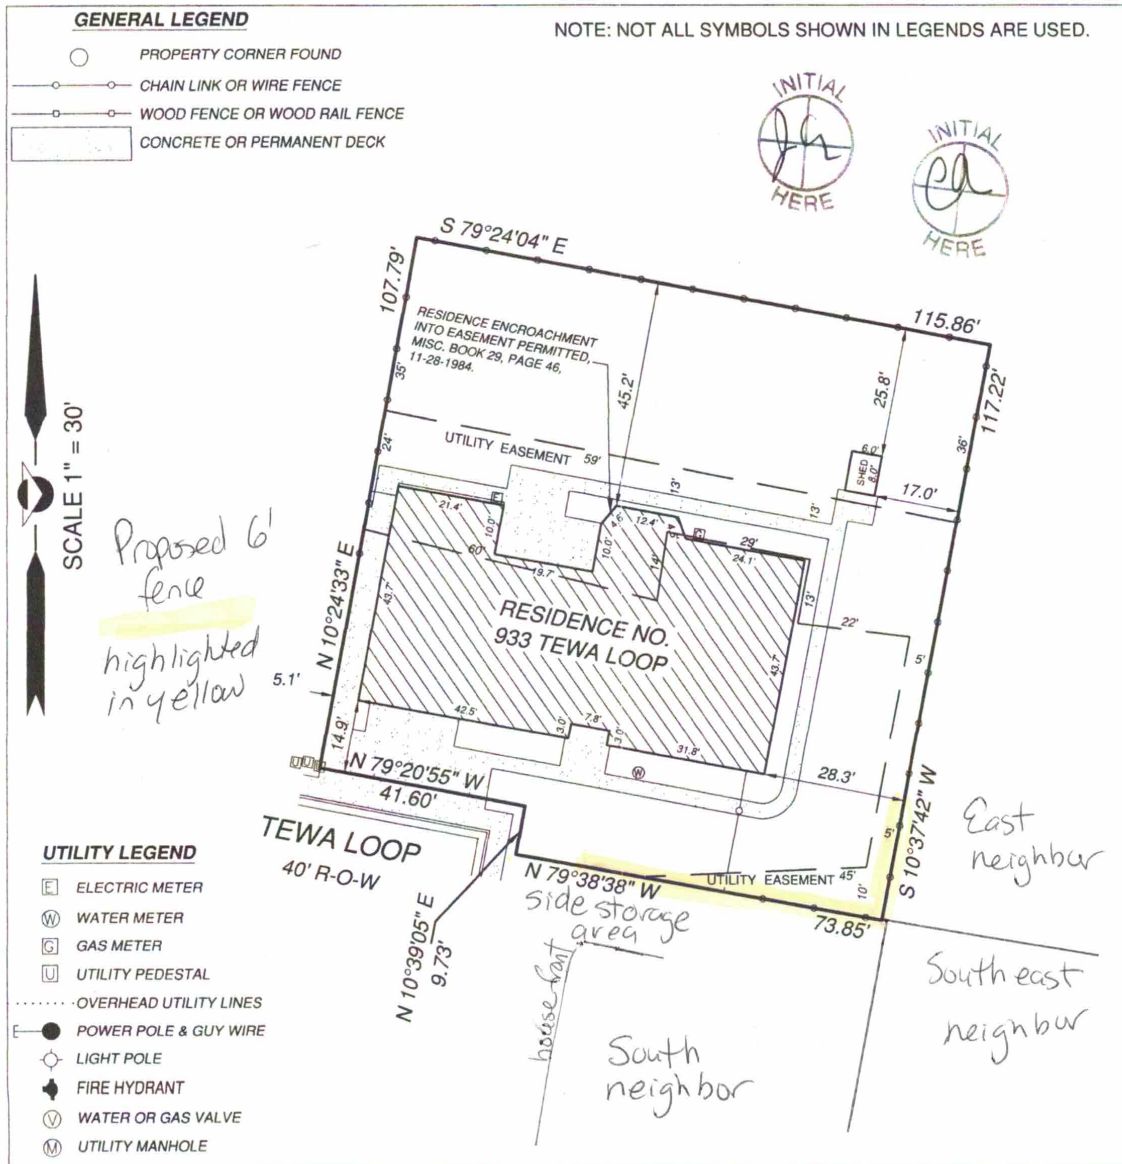 GENERAL LEGEND
PROPERTY CORNER FOUND
CHAIN LINK OR WIRE FENCE
WOOD FENCE OR WOOD RAIL FENCE
CONCRETE OR PERMANENT DECK
NOTE: NOT ALL SYMBOLS SHOWN IN LEGENDS ARE USED.
INITIAL
HERE
INITIAL
HERE
SCALE 1" = 30'
S 79°24'04" E
115.86'
107.79'
117.22'
RESIDENCE ENCROACHMENT
INTO EASEMENT PERMITTED,
MISC. BOOK 29, PAGE 46,
11-28-1984.
45.2'
25.8'
35'
36'
24'
UTILITY EASEMENT 59'
13'
13'
6.0'
SHED
8.0'
17.0'
E
21.4'
10.0'
60'
19.7'
10.0'
4.6'
12.4'
14'
G
29'
24.1'
13'
22'
5'
43.7'
43.7'
RESIDENCE NO.
933 TEWA LOOP
N 10°24'33" E
5.1'
14.9'
42.5'
3.0'
7.8'
3.0'
31.8'
W
28.3'
S 10°37'42" W
5'
10'
U U U
N 79°20'55" W
41.60'
TEWA LOOP
40' R-O-W
N 79°38'38" W
UTILITY EASEMENT 45'
73.85'
N 10°39'05" E
9.73'
Proposed 6'
fence
highlighted
in yellow
East
neighbor
side storage
area
house front
South
neighbor
Southeast
neighbor
UTILITY LEGEND
E ELECTRIC METER
W WATER METER
G GAS METER
U UTILITY PEDESTAL
OVERHEAD UTILITY LINES
E POWER POLE & GUY WIRE
LIGHT POLE
FIRE HYDRANT
V WATER OR GAS VALVE
M UTILITY MANHOLE